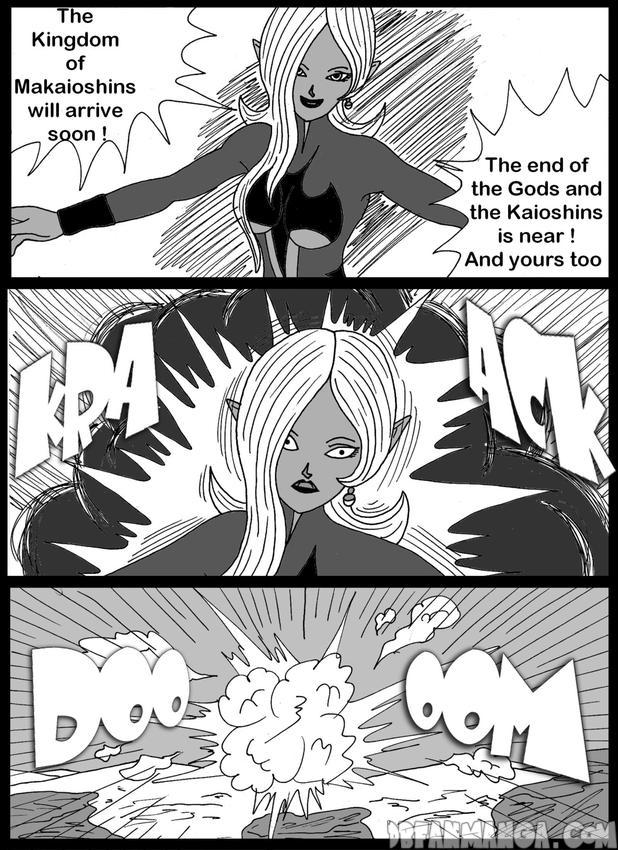 The
Kingdom
of
Makaioshins
will arrive
soon !
The end of
the Gods and
the Kaioshins
is near !
And yours too
KRA
ACK
DOO
OOM
DBFANMANGA.COM